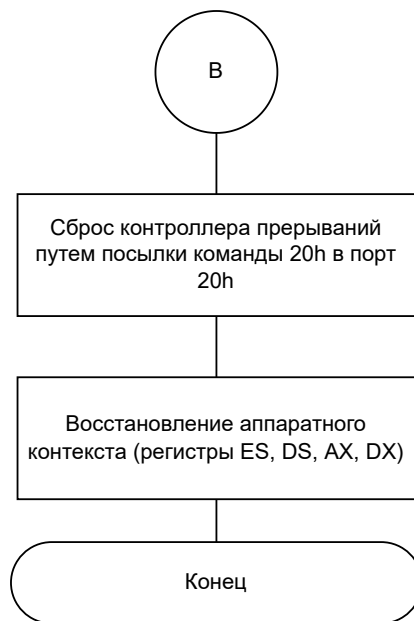 В
Сброс контроллера прерываний
путем посылки команды 20h в порт
20h
Восстановление аппаратного
контекста (регистры ES, DS, AX, DX)
Конец